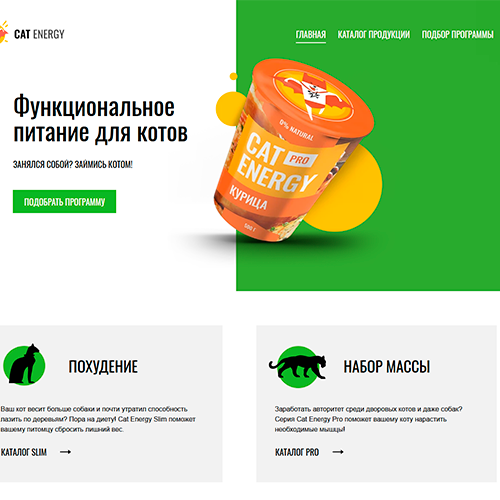 CAT ENERGY
ГЛАВНАЯ КАТАЛОГ ПРОДУКЦИИ ПОДБОР ПРОГРАММЫ
Функциональное
питание для котов
ЗАНЯЛСЯ СОБОЙ? ЗАЙМИСЬ КОТОМ!
ПОДОБРАТЬ ПРОГРАММУ
0% NATURAL
CAT PRO
ENERGY
КУРИЦА
500 г
ПОХУДЕНИЕ
Ваш кот весит больше собаки и почти утратил способность
лазить по деревьям? Пора на диету! Cat Energy Slim поможет
вашему питомцу сбросить лишний вес.
КАТАЛОГ SLIM
НАБОР МАССЫ
Заработать авторитет среди дворовых котов и даже собак?
Серия Cat Energy Pro поможет вашему коту нарастить
необходимые мышцы!
КАТАЛОГ PRO